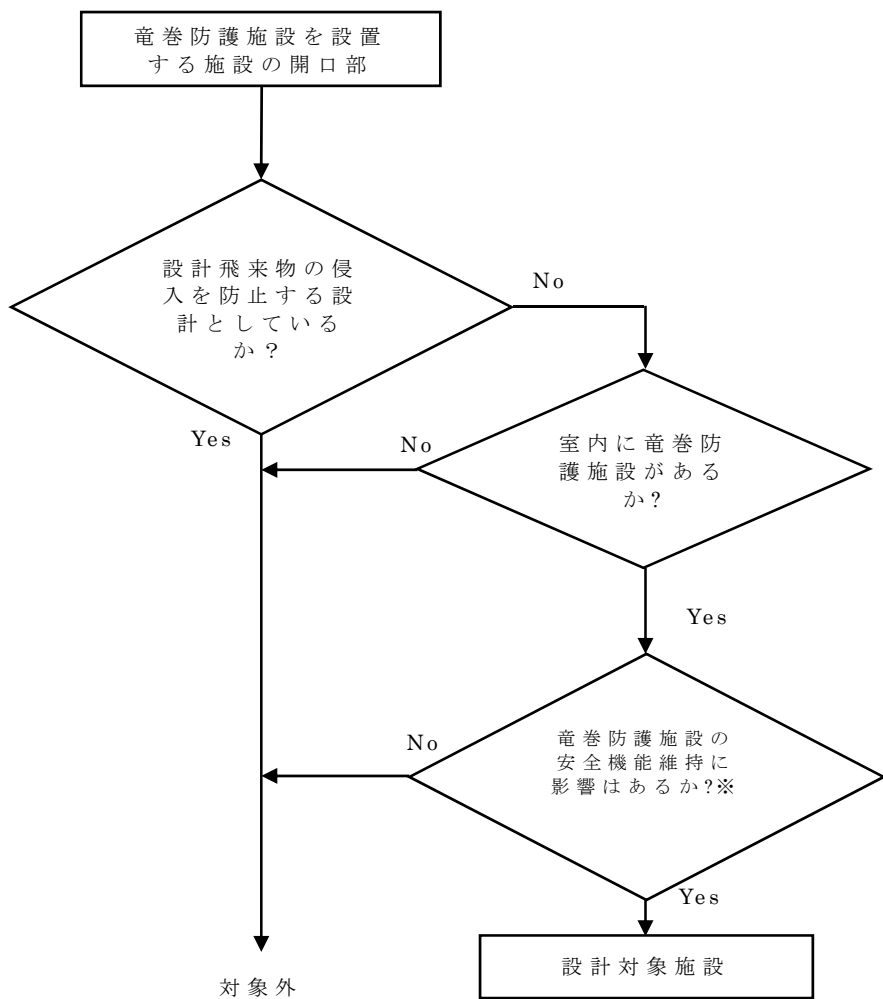 竜巻防護施設を設置
する施設の開口部
設計飛来物の侵
入を防止する設
計としている
か？
No
Yes
No
室内に竜巻防
護施設がある
か?
Yes
No
竜巻防護施設の
安全機能維持に
影響はあるか?※
Yes
設計対象施設
対象外